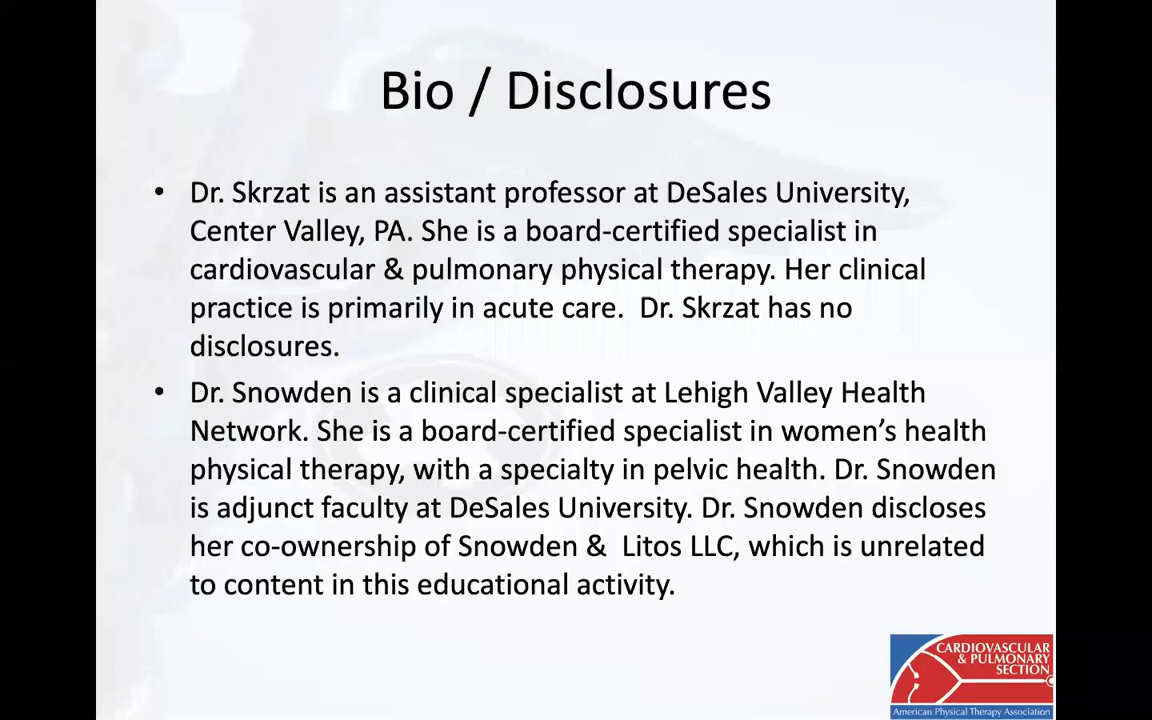 Bio / Disclosures
• Dr. Skrzat is an assistant professor at DeSales University,
Center Valley, PA. She is a board-certified specialist in
cardiovascular & pulmonary physical therapy. Her clinical
practice is primarily in acute care.  Dr. Skrzat has no
disclosures.
• Dr. Snowden is a clinical specialist at Lehigh Valley Health
Network. She is a board-certified specialist in women’s health
physical therapy, with a specialty in pelvic health. Dr. Snowden
is adjunct faculty at DeSales University. Dr. Snowden discloses
her co-ownership of Snowden &  Litos LLC, which is unrelated
to content in this educational activity.
CARDIOVASCULAR
& PULMONARY
SECTION
American Physical Therapy Association